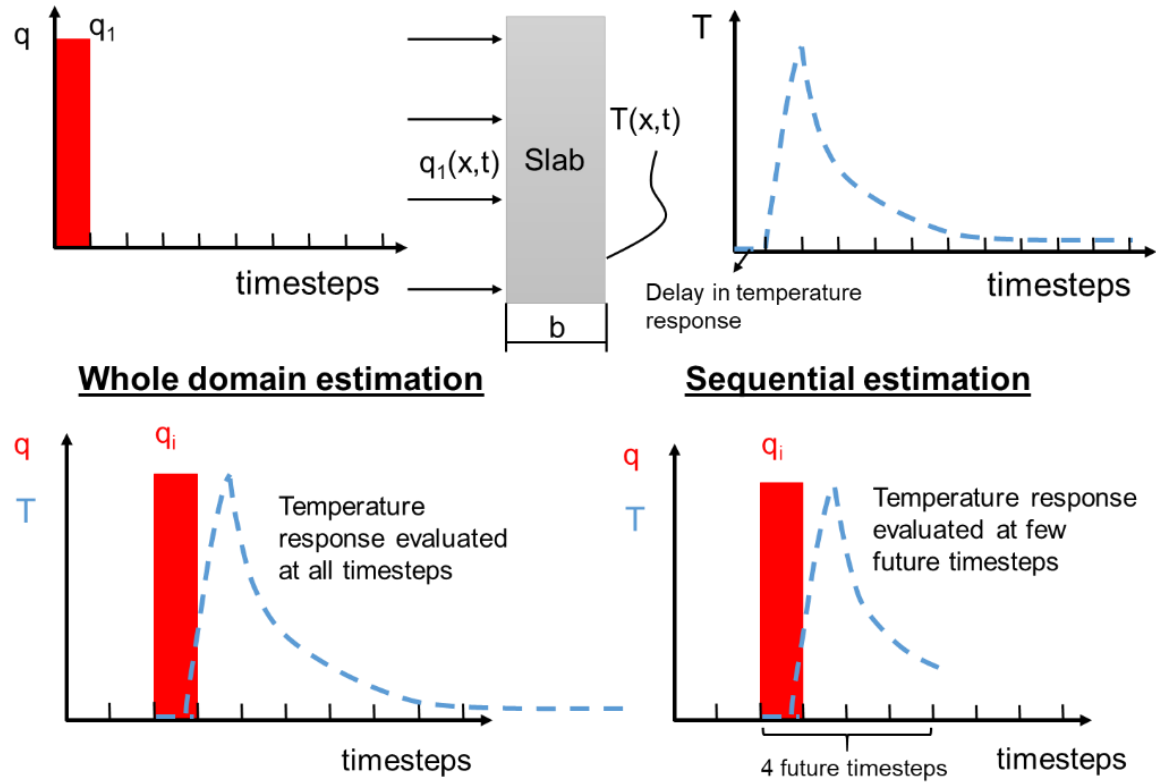 q
q1
timesteps
q1(x,t)
Slab
T(x,t)
b
T
Delay in temperature
response
timesteps
Whole domain estimation
q
T
qi
Temperature
response evaluated
at all timesteps
timesteps
Sequential estimation
q
T
qi
Temperature response
evaluated at few
future timesteps
4 future timesteps
timesteps